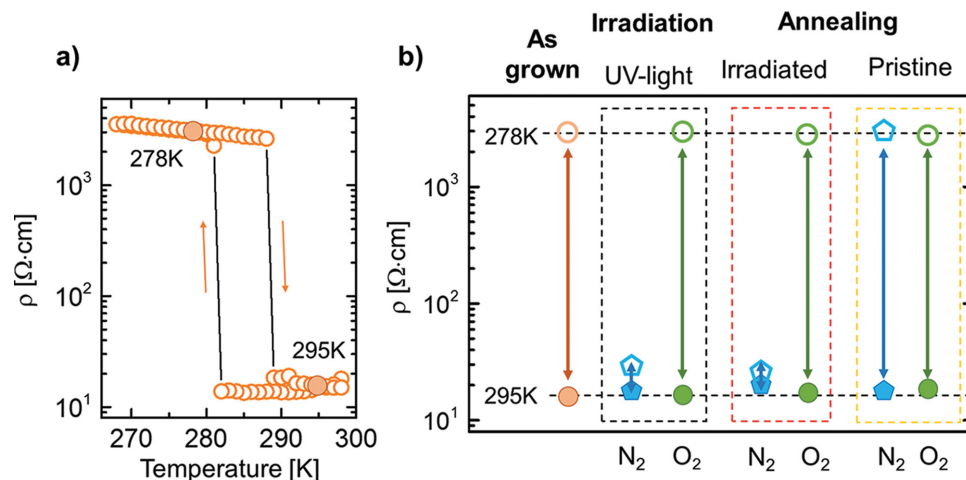 a)
ρ [Ω·cm]
10³
10²
10¹
278K
295K
270 280 290 300
Temperature [K]
b)
As grown
Irradiation
UV-light
Annealing
Irradiated
Pristine
ρ [Ω·cm]
278K
10³
10²
295K
10¹
N₂ O₂ N₂ O₂ N₂ O₂